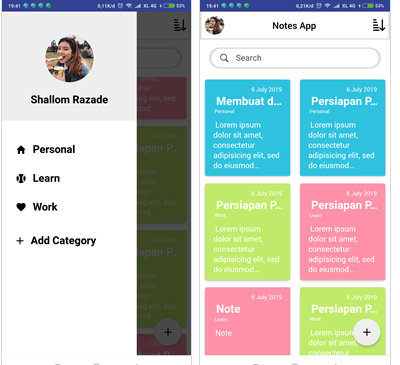 19:41
0,11K/d
XL 4G
53%
Shallom Razade
Personal
Learn
Work
+ Add Category
+
19:41
0,21K/d
XL 4G
53%
Notes App
Search
6 July 2019
Membuat d...
Personal
Lorem ipsum
dolor sit amet,
consectetur
adipisicing elit, sed
do eiusmod...
6 July 2019
Persiapan P...
Personal
Lorem ipsum
dolor sit amet,
consectetur
adipisicing elit, sed
do eiusmod...
6 July 2019
Persiapan P...
Work
Lorem ipsum
dolor sit amet,
consectetur
adipisicing elit, sed
do eiusmod...
6 July 2019
Persiapan P...
Learn
Lorem ipsum
dolor sit amet,
consectetur
adipisicing elit, sed
do eiusmod...
6 July 2019
Note
Learn
Note
6 July 2019
Persiapan P...
Work
Lorem ipsum
dolor sit amet,
consectetur
+